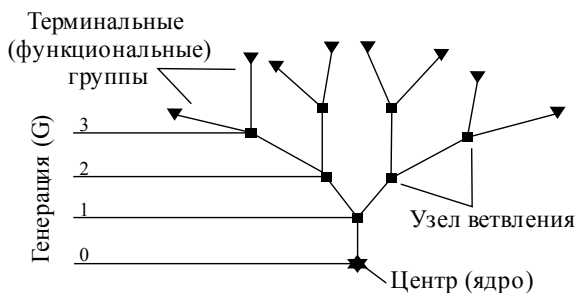 Терминальные
(функциональные)
группы
Генерация (G)
3
2
1
0
Узел ветвления
Центр (ядро)